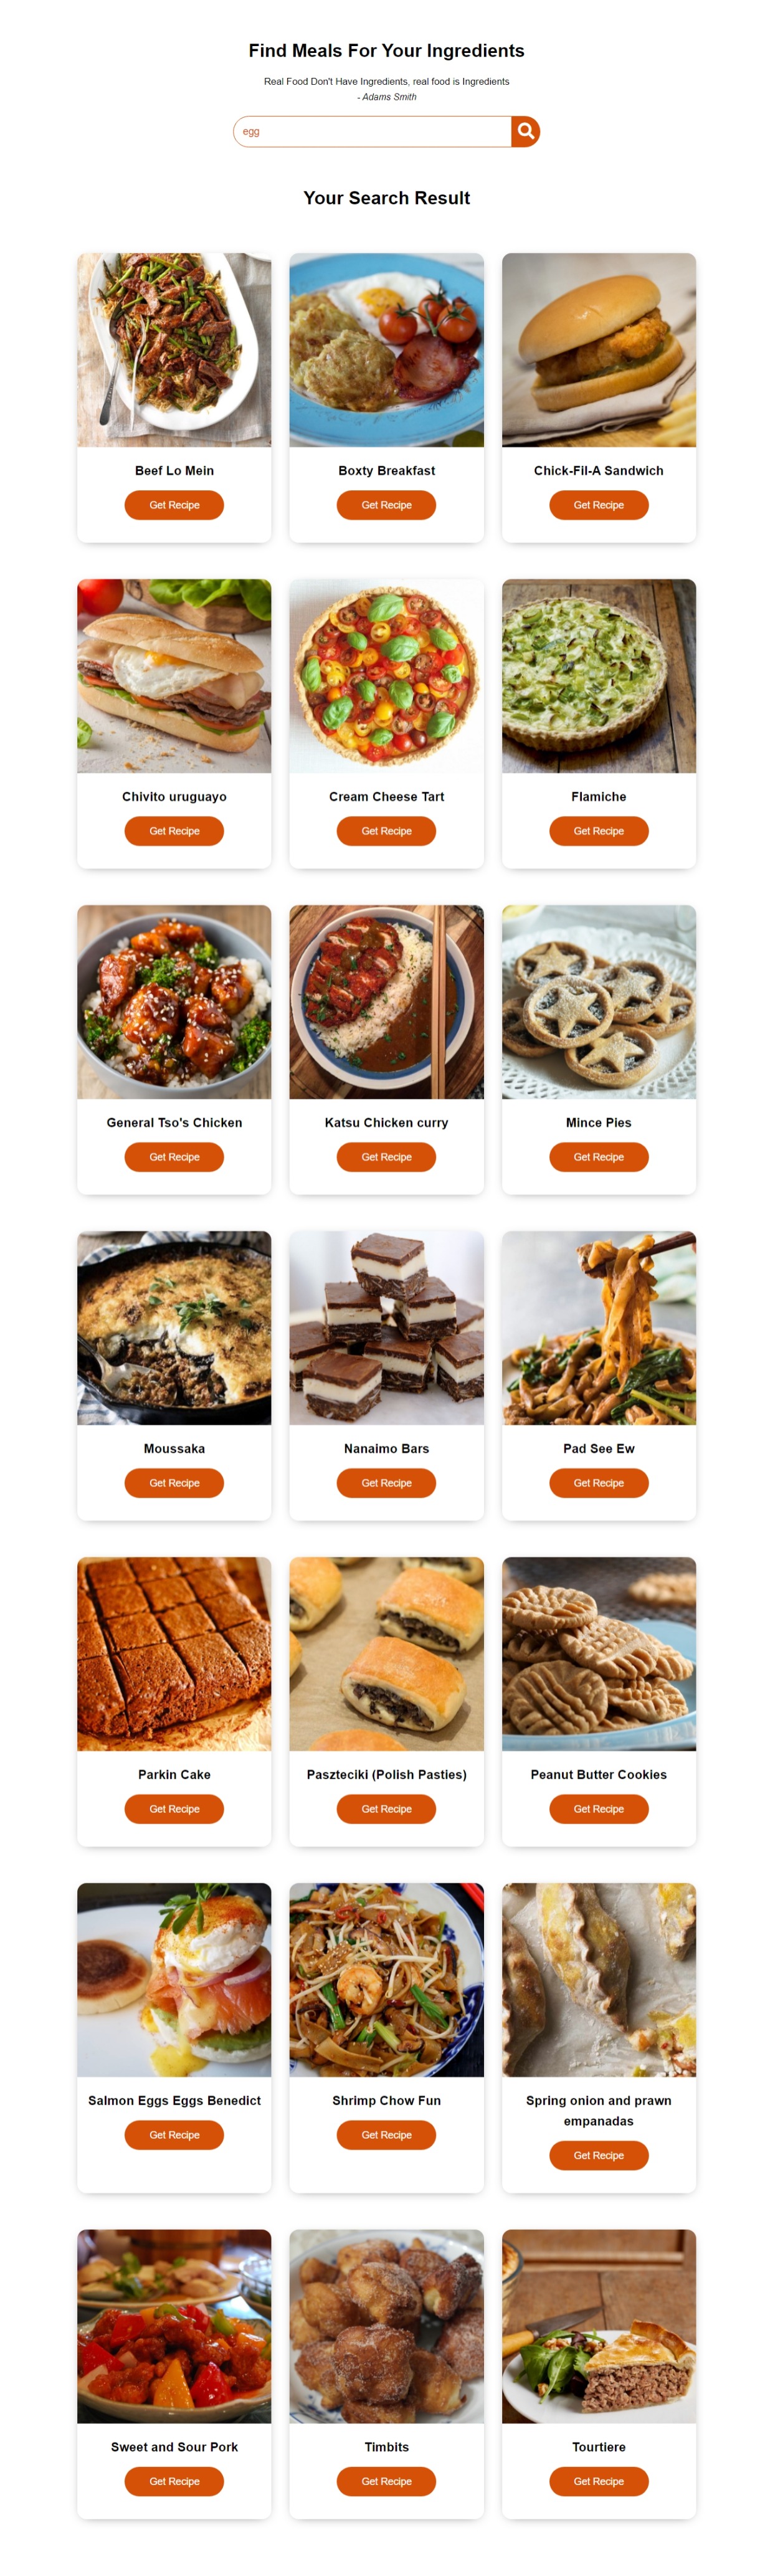 Find Meals For Your Ingredients
Real Food Don't Have Ingredients, real food is Ingredients
- Adams Smith
egg
Your Search Result
Beef Lo Mein
Get Recipe
Boxty Breakfast
Get Recipe
Chick-Fil-A Sandwich
Get Recipe
Chivito uruguayo
Get Recipe
Cream Cheese Tart
Get Recipe
Flamiche
Get Recipe
General Tso's Chicken
Get Recipe
Katsu Chicken curry
Get Recipe
Mince Pies
Get Recipe
Moussaka
Get Recipe
Nanaimo Bars
Get Recipe
Pad See Ew
Get Recipe
Parkin Cake
Get Recipe
Paszteciki (Polish Pasties)
Get Recipe
Peanut Butter Cookies
Get Recipe
Salmon Eggs Eggs Benedict
Get Recipe
Shrimp Chow Fun
Get Recipe
Spring onion and prawn
empanadas
Get Recipe
Sweet and Sour Pork
Get Recipe
Timbits
Get Recipe
Tourtiere
Get Recipe